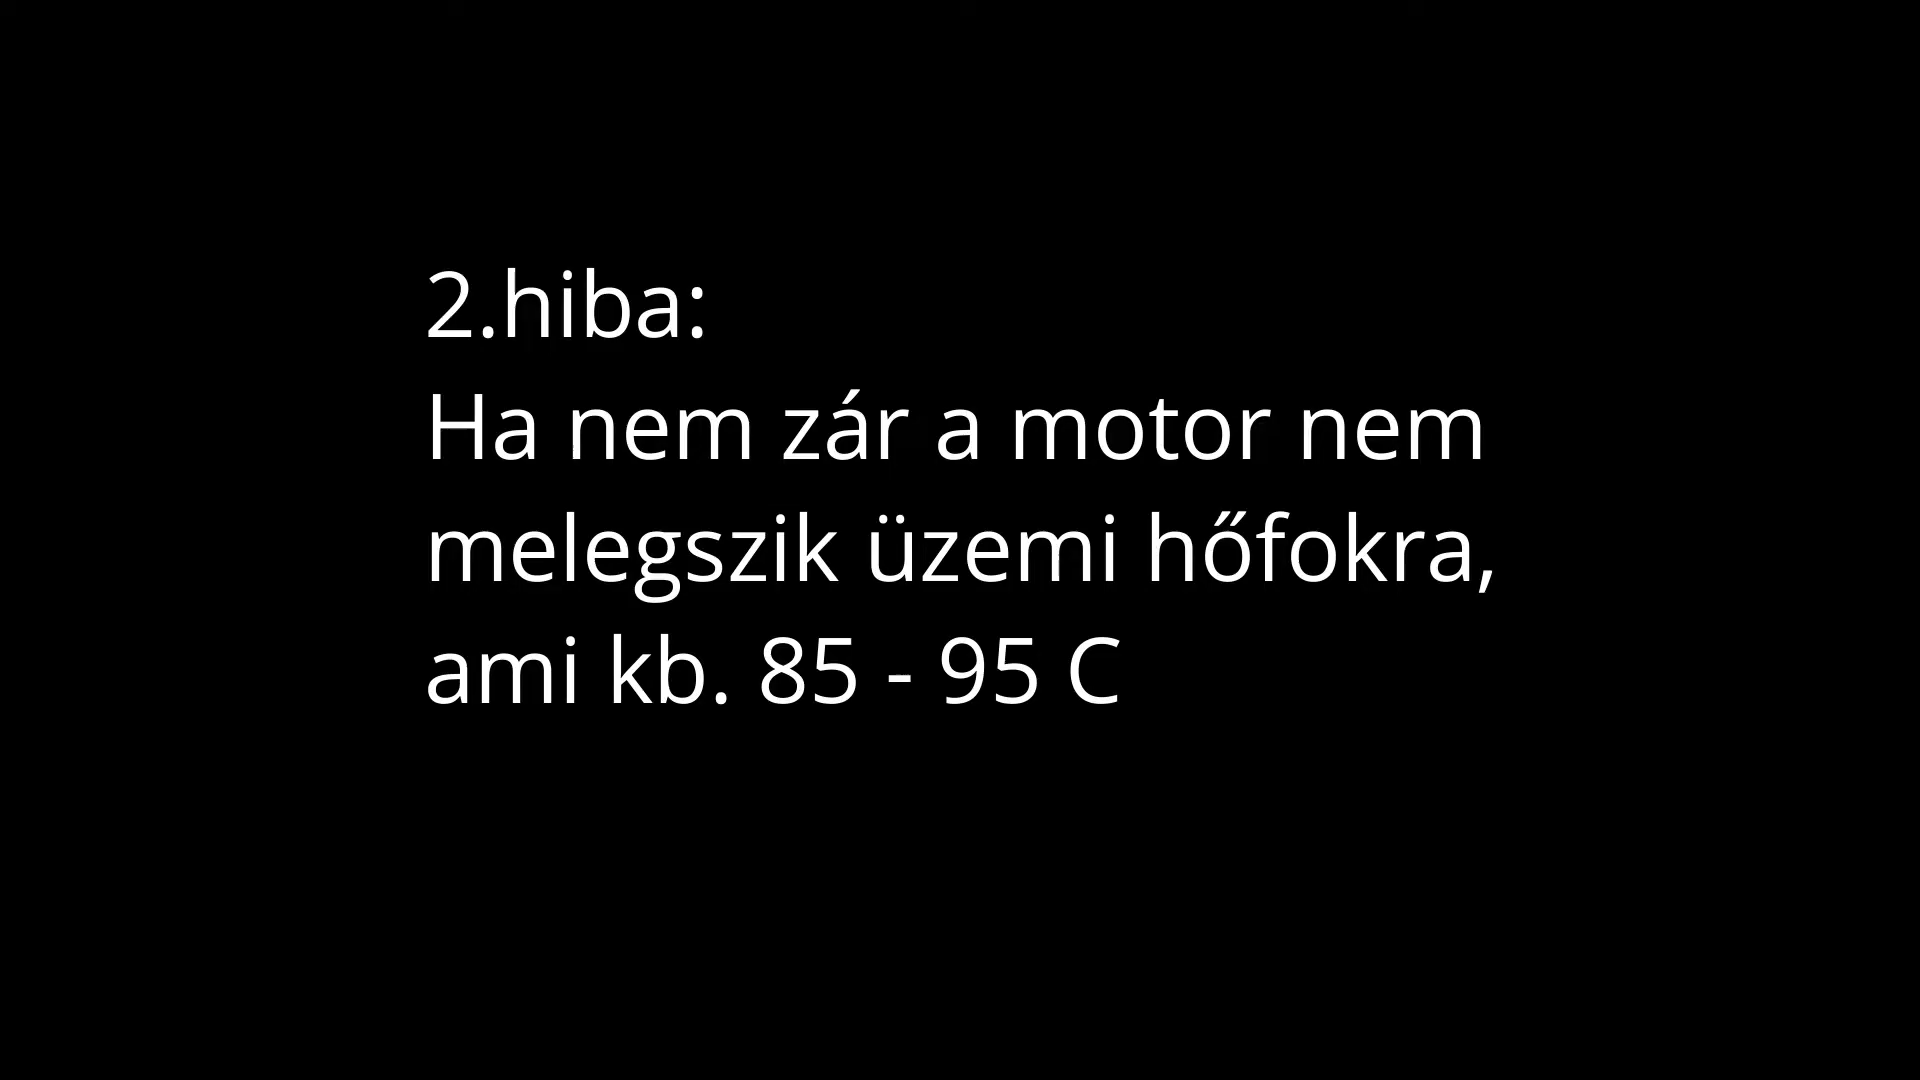 2.hiba:
Ha nem zár a motor nem
melegszik üzemi hőfokra,
ami kb. 85 - 95 C